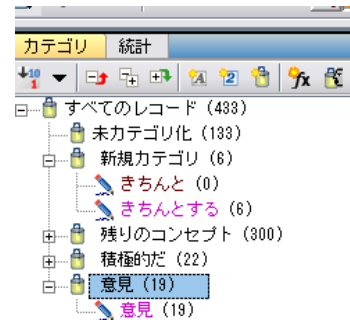 カテゴリ 統計
すべてのレコード (433)
未カテゴリ化 (133)
新規カテゴリ (6)
きちんと (0)
きちんとする (6)
残りのコンセプト (300)
積極的だ (22)
意見 (19)
意見 (19)